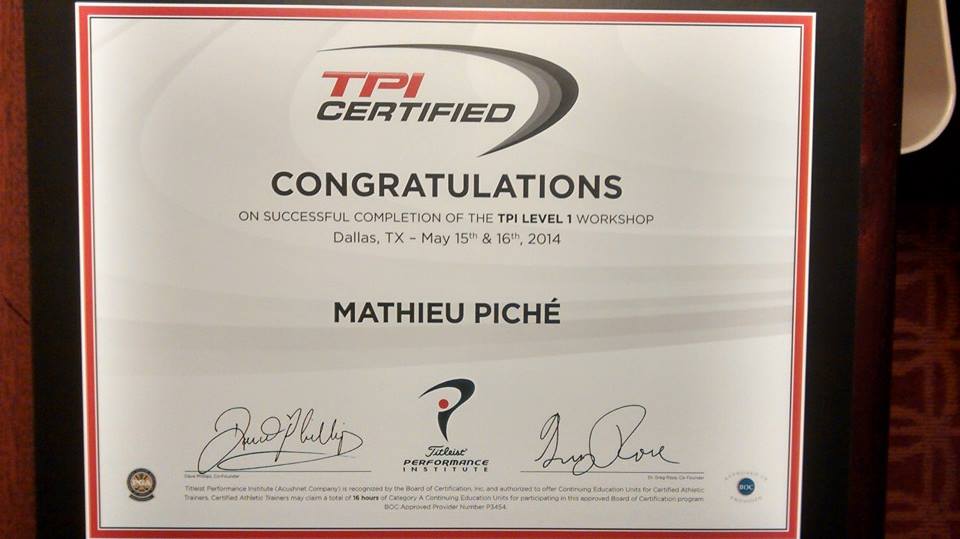 TPI
CERTIFIED
CONGRATULATIONS
ON SUCCESSFUL COMPLETION OF THE TPI LEVEL 1 WORKSHOP
Dallas, TX – May 15th & 16th, 2014
MATHIEU PICHÉ
Titleist
PERFORMANCE
INSTITUTE
Dave Phillips, Co-Founder
Dr. Greg Rose, Co-Founder
PGA
Titleist Performance Institute (Acushnet Company) is recognized by the Board of Certification, Inc. and authorized to offer Continuing Education Units for Certified Athletic
Trainers. Certified Athletic Trainers may claim a total of 16 hours of Category A Continuing Education Units for participating in this approved Board of Certification program
BOC Approved Provider Number P3454.
APPROVED
BOC
PROVIDER